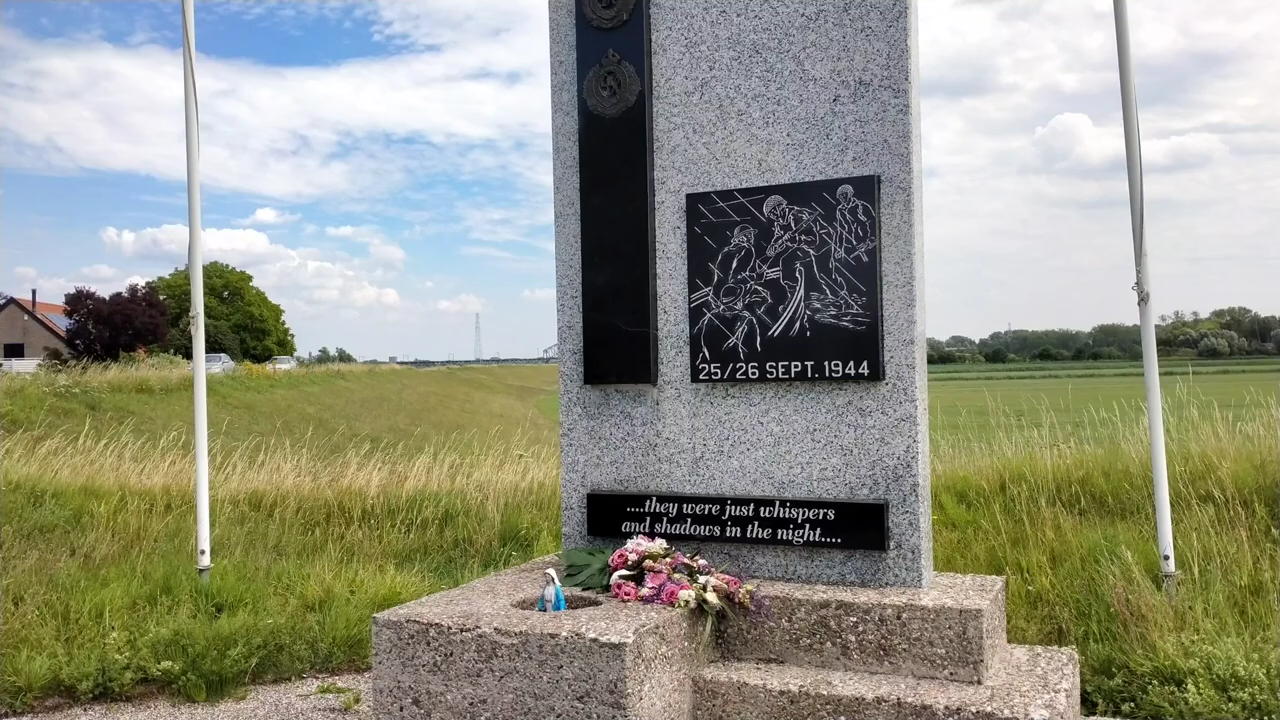 25/26 SEPT. 1944
....they were just whispers
and shadows in the night....